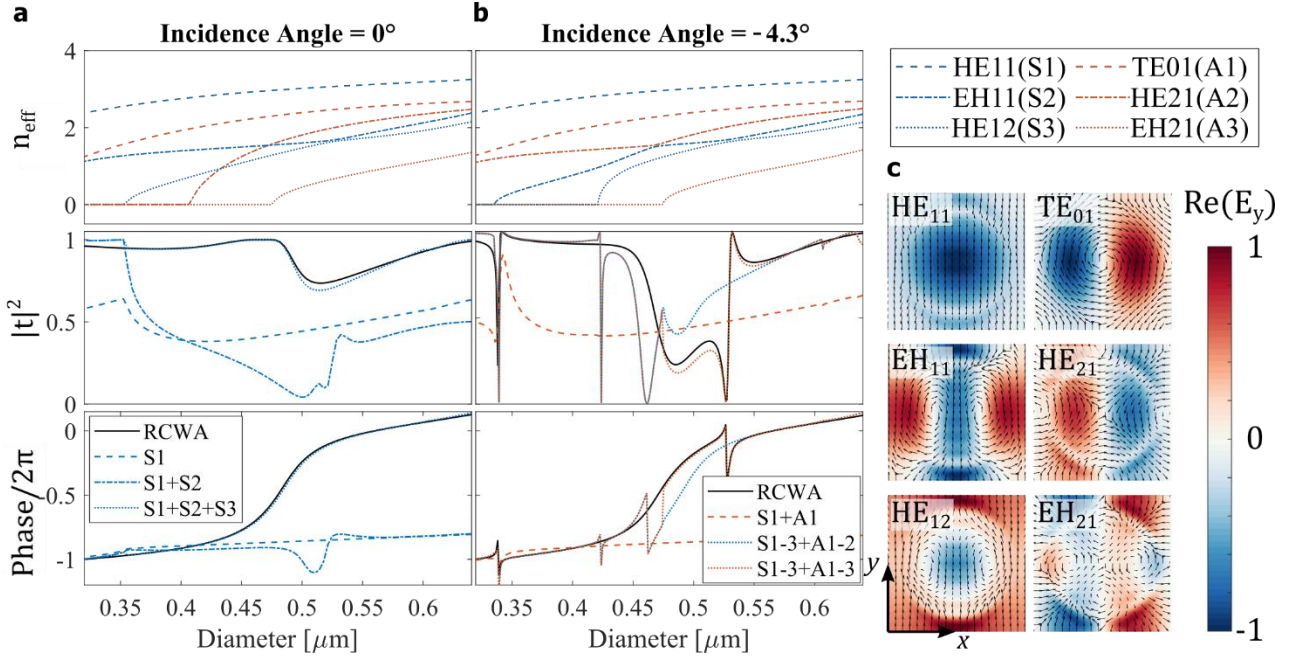 a
Incidence Angle = 0°
b
Incidence Angle = - 4.3°
n_eff
4
2
0
HE11(S1)
EH11(S2)
HE12(S3)
TE01(A1)
HE21(A2)
EH21(A3)
|t|²
1
0.5
0
Phase/2π
0
-0.5
-1
RCWA
S1
S1+S2
S1+S2+S3
RCWA
S1+A1
S1-3+A1-2
S1-3+A1-3
0.35 0.4 0.45 0.5 0.55 0.6
Diameter [μm]
0.35 0.4 0.45 0.5 0.55 0.6
Diameter [μm]
c
HE₁₁
TE₀₁
EH₁₁
HE₂₁
HE₁₂
EH₂₁
y
x
Re(E_y)
1
0
-1